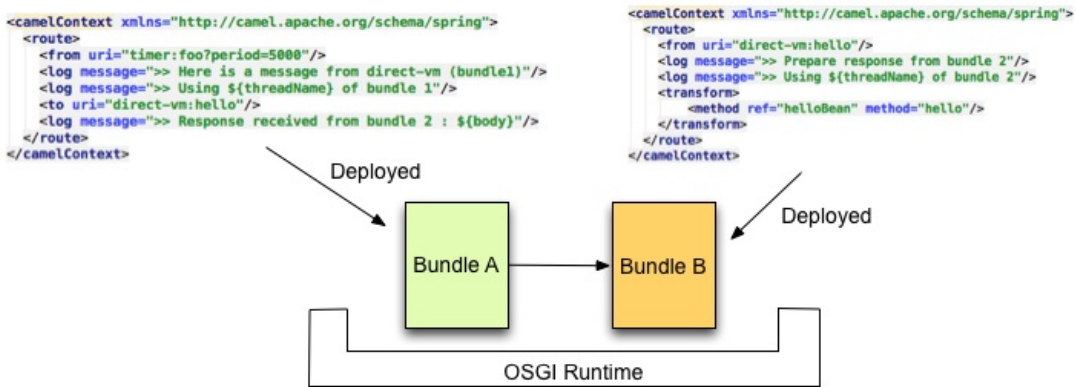 <camelContext xmlns="http://camel.apache.org/schema/spring">
<route>
<from uri="timer:foo?period=5000"/>
<log message=">> Here is a message from direct-vm (bundle1)"/>
<log message=">> Using ${threadName} of bundle 1"/>
<to uri="direct-vm:hello"/>
<log message=">> Response received from bundle 2 : ${body}"/>
</route>
</camelContext>
<camelContext xmlns="http://camel.apache.org/schema/spring">
<route>
<from uri="direct-vm:hello"/>
<log message=">> Prepare response from bundle 2"/>
<log message=">> Using ${threadName} of bundle 2"/>
<transform>
<method ref="helloBean" method="hello"/>
</transform>
</route>
</camelContext>
Deployed
Deployed
Bundle A
Bundle B
OSGI Runtime